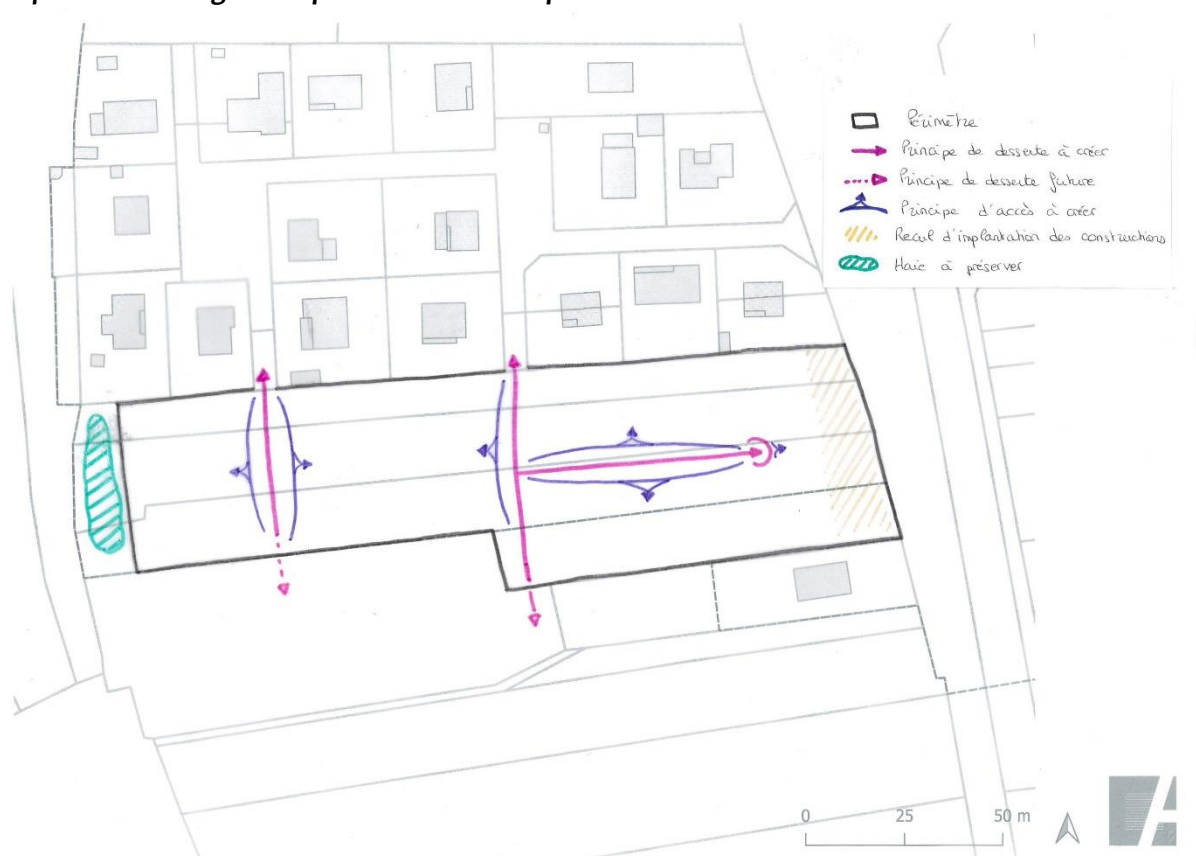 Périmètre
Principe de desserte à créer
Principe de desserte future
Principe d'accès à créer
Recul d'implantation des constructions
Haie à préserver
0 25 50 m